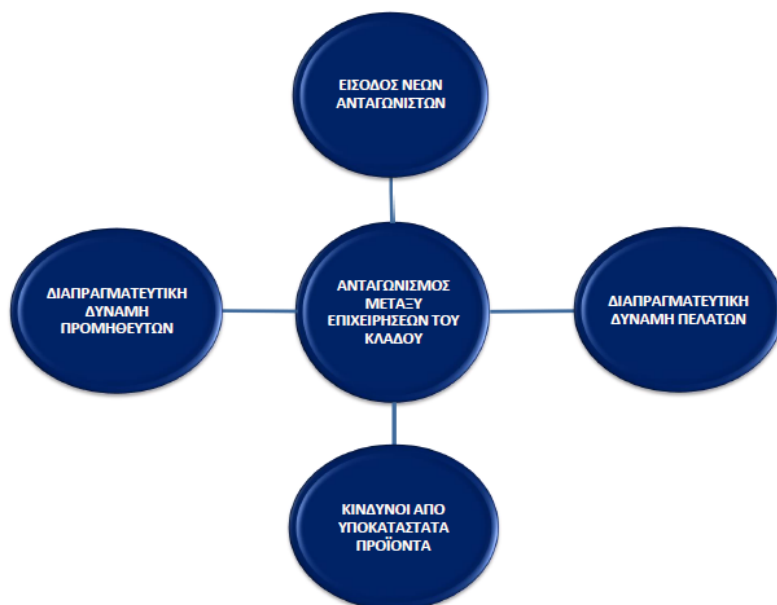 ΕΙΣΟΔΟΣ ΝΕΩΝ
ΑΝΤΑΓΩΝΙΣΤΩΝ
ΔΙΑΠΡΑΓΜΑΤΕΥΤΙΚΗ
ΔΥΝΑΜΗ
ΠΡΟΜΗΘΕΥΤΩΝ
ΑΝΤΑΓΩΝΙΣΜΟΣ
ΜΕΤΑΞΥ
ΕΠΙΧΕΙΡΗΣΕΩΝ ΤΟΥ
ΚΛΑΔΟΥ
ΔΙΑΠΡΑΓΜΑΤΕΥΤΙΚΗ
ΔΥΝΑΜΗ ΠΕΛΑΤΩΝ
ΚΙΝΔΥΝΟΙ ΑΠΟ
ΥΠΟΚΑΤΑΣΤΑΤΑ
ΠΡΟΪΟΝΤΑ